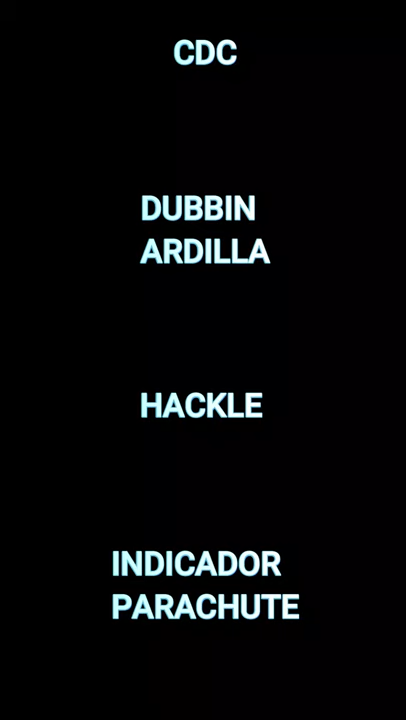 CDC
DUBBIN
ARDILLA
HACKLE
INDICADOR
PARACHUTE